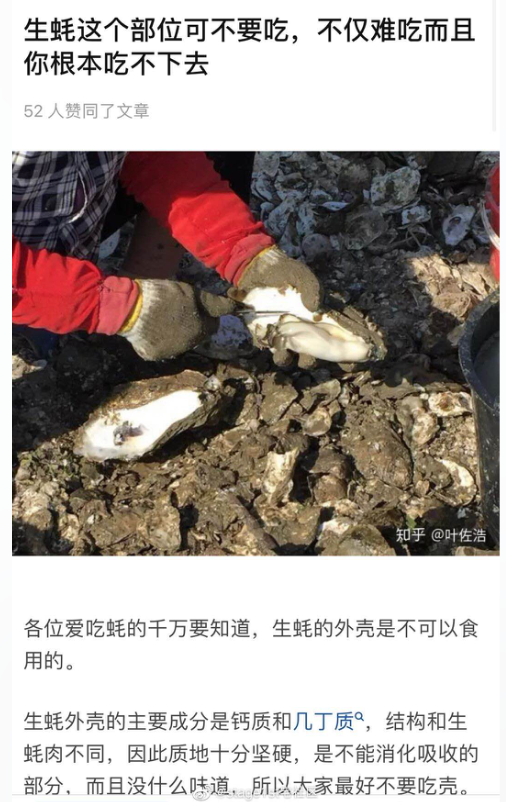 生蚝这个部位可不要吃，不仅难吃而且
你根本吃不下去
52 人赞同了文章
知乎 @叶佐浩
各位爱吃蚝的千万要知道，生蚝的外壳是不可以食
用的。
生蚝外壳的主要成分是钙质和几丁质，结构和生
蚝肉不同，因此质地十分坚硬，是不能消化吸收的
部分，而且没什么味道，所以大家最好不要吃壳。